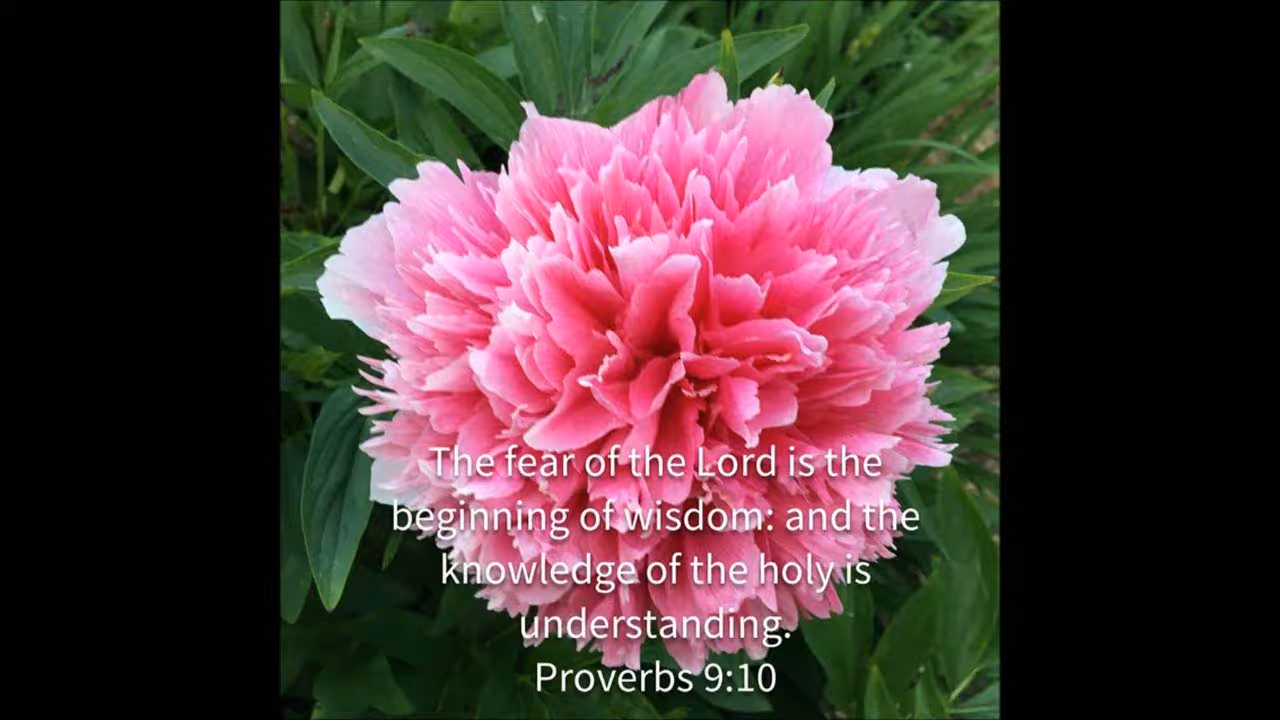 The fear of the Lord is the
beginning of wisdom: and the
knowledge of the holy is
understanding.
Proverbs 9:10